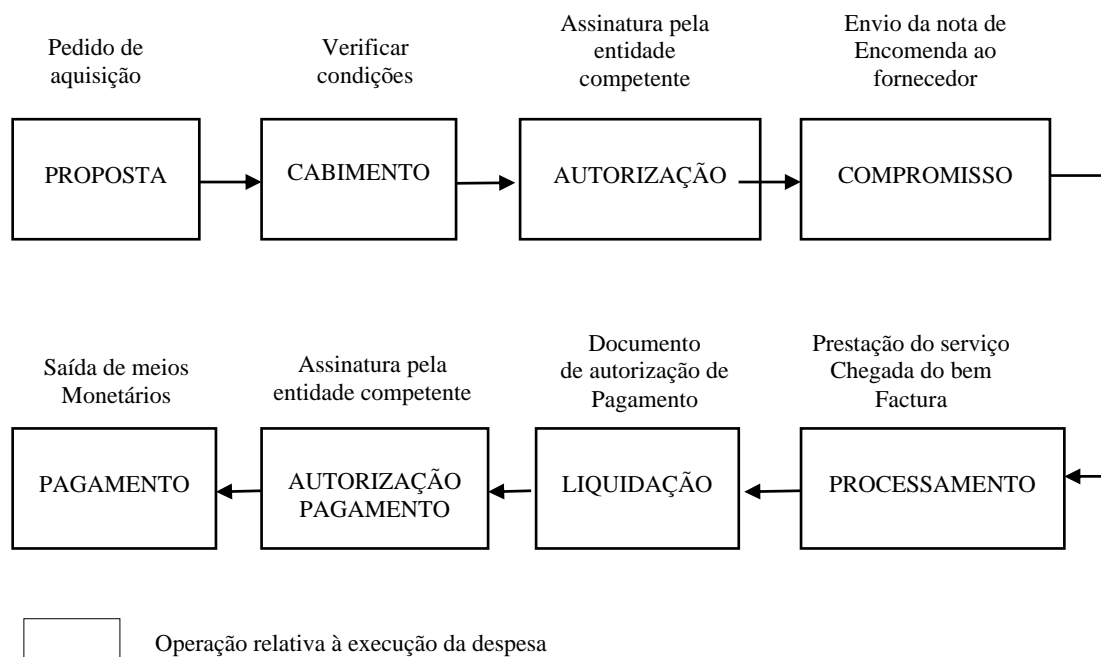 Pedido de
aquisição
Verificar
condições
Assinatura pela
entidade
competente
Envio da nota de
Encomenda ao
fornecedor
PROPOSTA
CABIMENTO
AUTORIZAÇÃO
COMPROMISSO
Saída de meios
Monetários
Assinatura pela
entidade competente
Documento
de autorização de
Pagamento
Prestação do serviço
Chegada do bem
Factura
PAGAMENTO
AUTORIZAÇÃO
PAGAMENTO
LIQUIDAÇÃO
PROCESSAMENTO
Operação relativa à execução da despesa